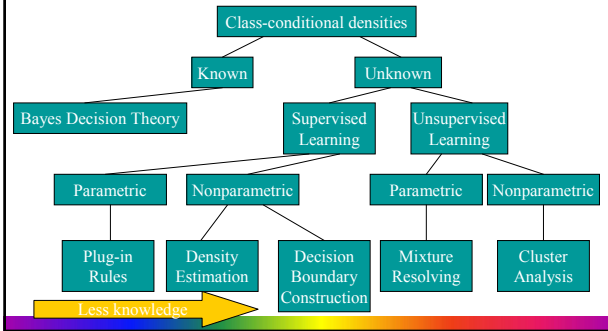 Class-conditional densities
Known
Unknown
Bayes Decision Theory
Supervised
Learning
Unsupervised
Learning
Parametric
Nonparametric
Parametric
Nonparametric
Plug-in
Rules
Density
Estimation
Decision
Boundary
Construction
Mixture
Resolving
Cluster
Analysis
Less knowledge